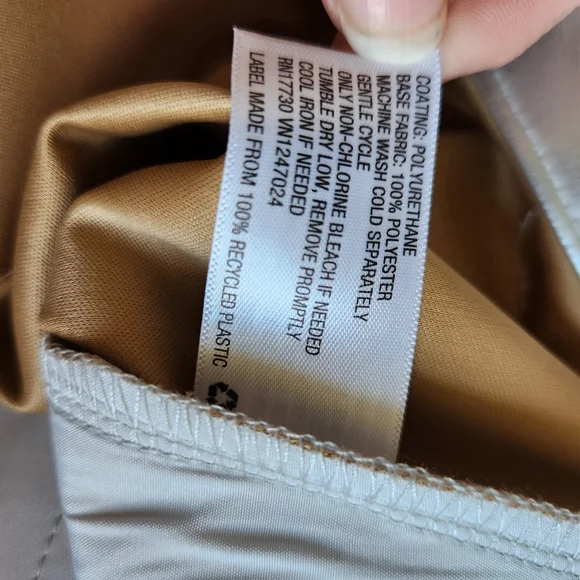 COATING: POLYURETHANE
BASE FABRIC: 100% POLYESTER
MACHINE WASH COLD SEPARATELY
GENTLE CYCLE
ONLY NON-CHLORINE BLEACH IF NEEDED
TUMBLE DRY LOW, REMOVE PROMPTLY
COOL IRON IF NEEDED
RN17730 VN1247024
LABEL MADE FROM 100% RECYCLED PLASTIC